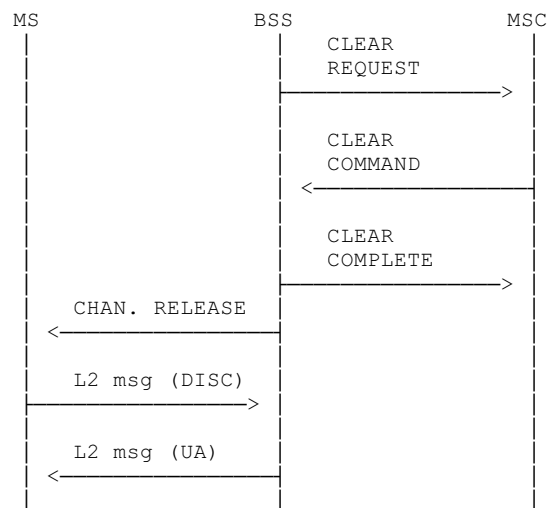 MS BSS MSC
CLEAR
REQUEST
CLEAR
COMMAND
CLEAR
COMPLETE
CHAN. RELEASE
L2 msg (DISC)
L2 msg (UA)